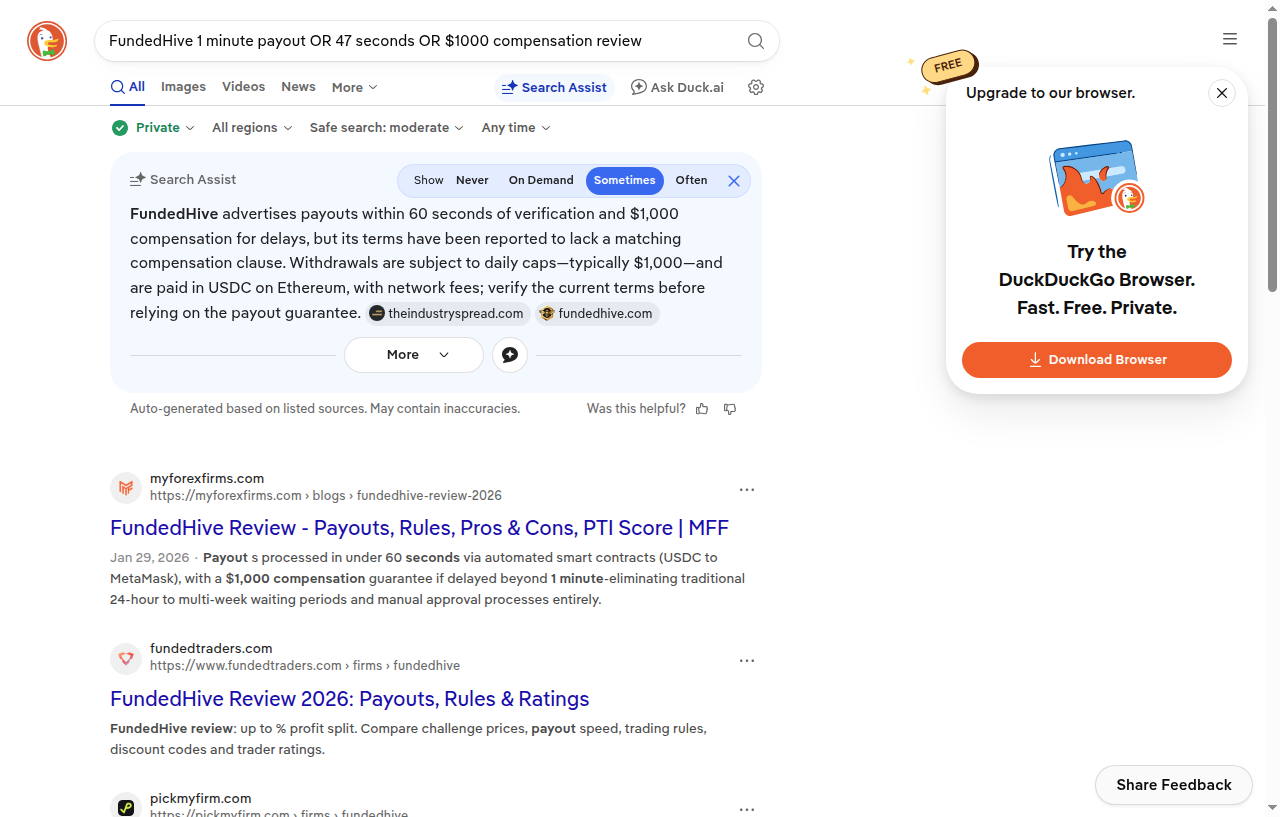 FundedHive 1 minute payout OR 47 seconds OR $1000 compensation review
All Images Videos News More Search Assist Ask Duck.ai
Private All regions Safe search: moderate Any time
FREE
Upgrade to our browser.
Try the
DuckDuckGo Browser.
Fast. Free. Private.
Download Browser
Search Assist Show Never On Demand Sometimes Often
FundedHive advertises payouts within 60 seconds of verification and $1,000
compensation for delays, but its terms have been reported to lack a matching
compensation clause. Withdrawals are subject to daily caps—typically $1,000—and
are paid in USDC on Ethereum, with network fees; verify the current terms before
relying on the payout guarantee. theindustryspread.com fundedhive.com
More
Auto-generated based on listed sources. May contain inaccuracies. Was this helpful?
myforexfirms.com
https://myforexfirms.com › blogs › fundedhive-review-2026
FundedHive Review - Payouts, Rules, Pros & Cons, PTI Score | MFF
Jan 29, 2026 · Payout s processed in under 60 seconds via automated smart contracts (USDC to
MetaMask), with a $1,000 compensation guarantee if delayed beyond 1 minute-eliminating traditional
24-hour to multi-week waiting periods and manual approval processes entirely.
fundedtraders.com
https://www.fundedtraders.com › firms › fundedhive
FundedHive Review 2026: Payouts, Rules & Ratings
FundedHive review: up to % profit split. Compare challenge prices, payout speed, trading rules,
discount codes and trader ratings.
pickmyfirm.com
https://pickmyfirm.com › firms › fundedhive
Share Feedback